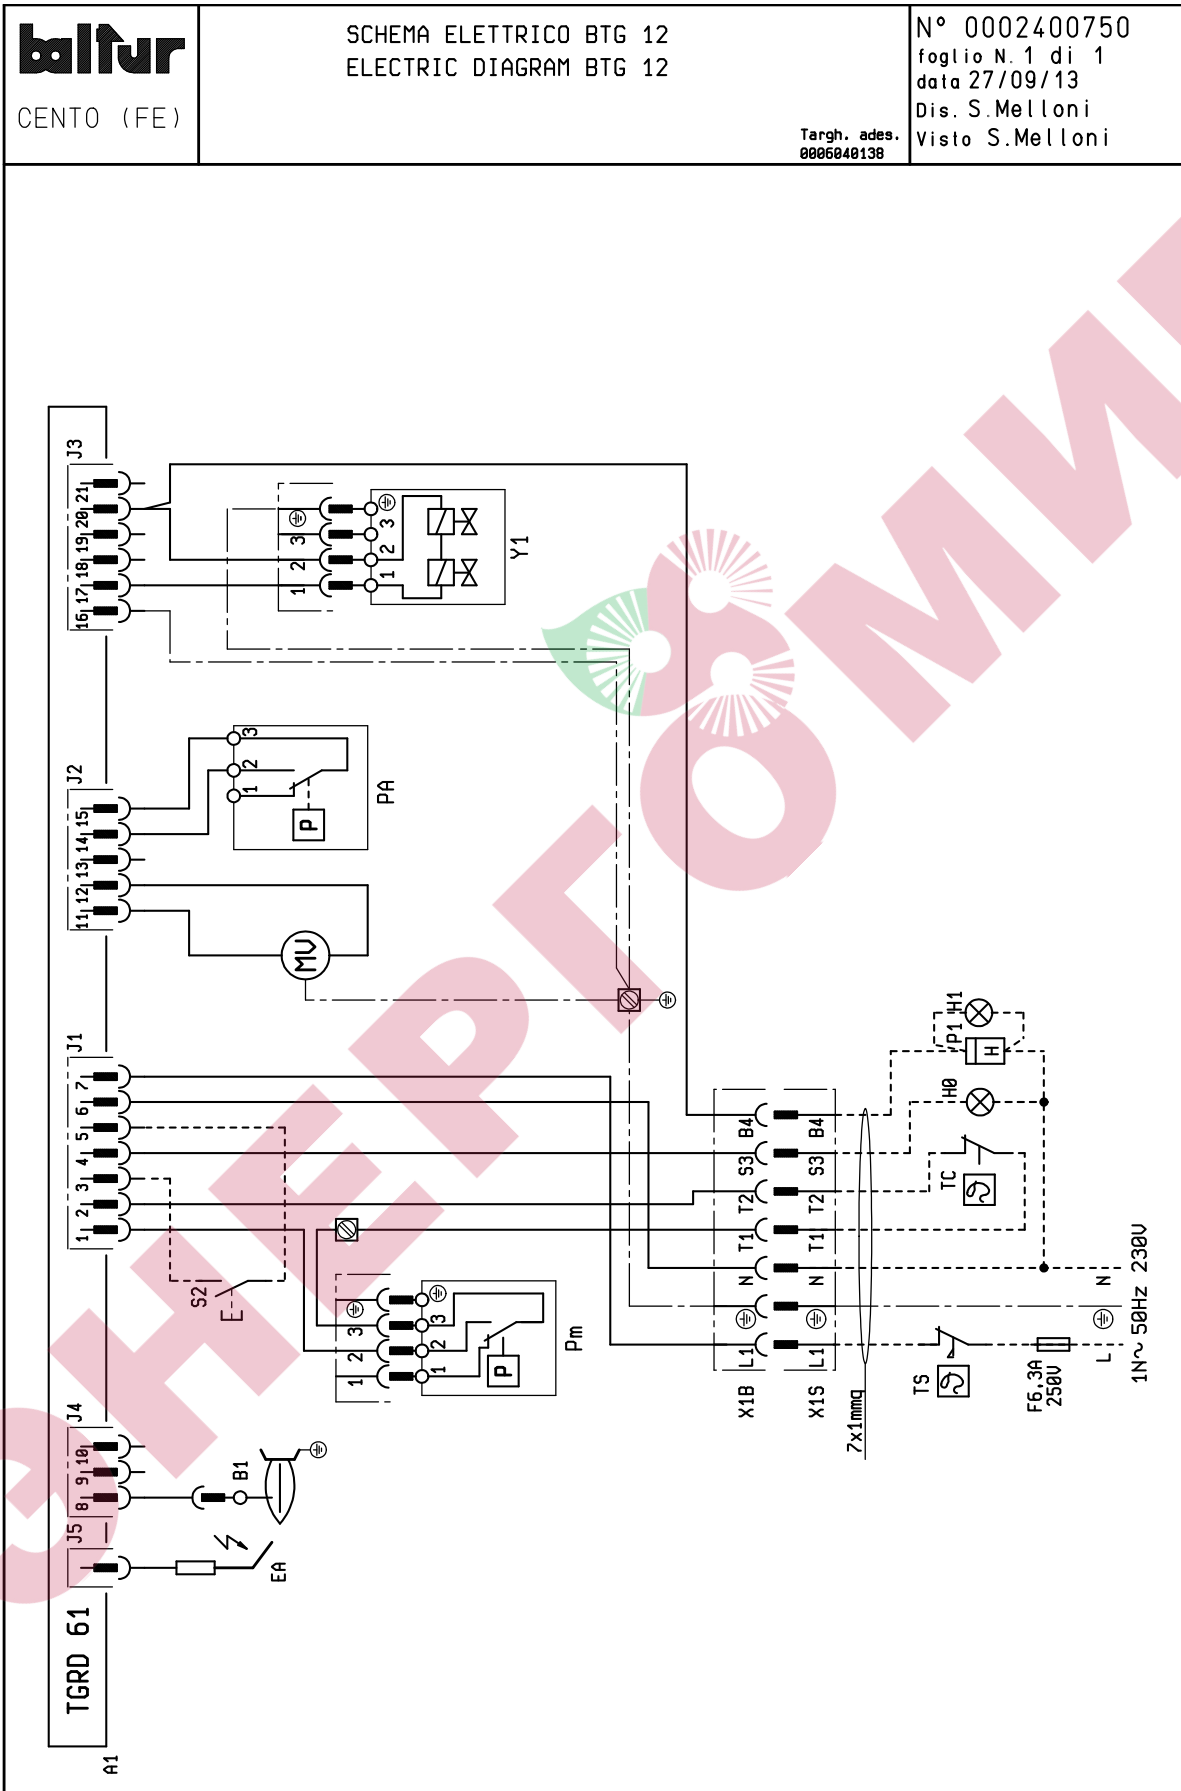 baltur
CENTO (FE)
SCHEMA ELETTRICO BTG 12
ELECTRIC DIAGRAM BTG 12
Targh. ades.
0006040138
N° 0002400750
foglio N. 1 di 1
data 27/09/13
Dis. S.Melloni
Visto S.Melloni
ЭНЕРГОМИ
A1
TGRD 61
J5
J4
8 9 10
J1
1 2 3 4 5 6 7
J2
11 12 13 14 15
J3
16 17 18 19 20 21
EA
B1
S2
1 2 3
1 2 3
P
Pm
MV
1 2 3
P
PA
1 2 3
1 2 3
Y1
X1B
L1 N T1 T2 S3 B4
X1S
L1 N T1 T2 S3 B4
7x1mmq
TS
TC
H0
P1
H
H1
F6,3A
250V
L N
1N~ 50Hz 230V